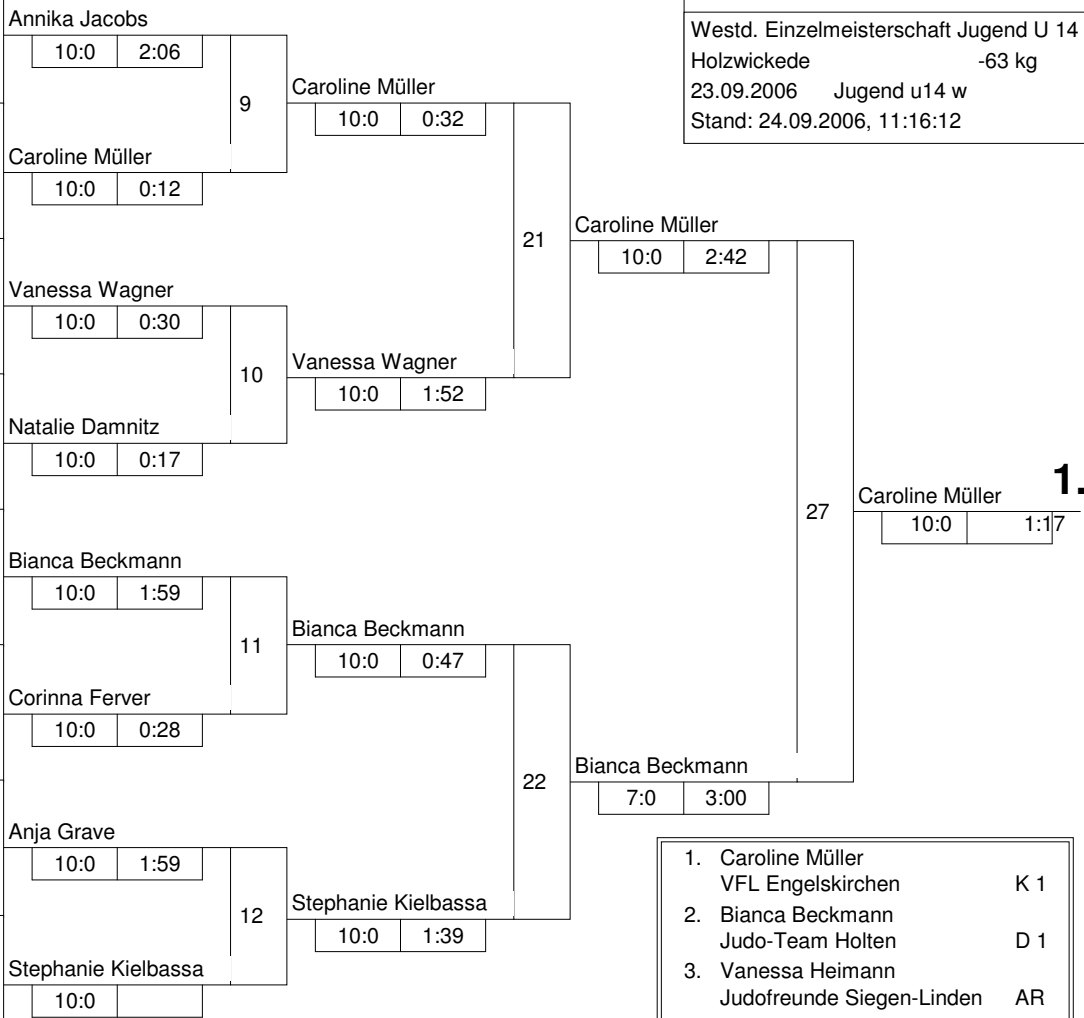 Annika Jacobs
10:0 2:06
9
Caroline Müller
10:0 0:12
Caroline Müller
10:0 0:32
Vanessa Wagner
10:0 0:30
10
Natalie Damnitz
10:0 0:17
Vanessa Wagner
10:0 1:52
21
Caroline Müller
10:0 2:42
Bianca Beckmann
10:0 1:59
11
Corinna Ferver
10:0 0:28
Bianca Beckmann
10:0 0:47
Anja Grave
10:0 1:59
12
Stephanie Kielbassa
10:0
Stephanie Kielbassa
10:0 1:39
22
Bianca Beckmann
7:0 3:00
27
Caroline Müller 1.
10:0 1:17
Westd. Einzelmeisterschaft Jugend U 14
Holzwickede -63 kg
23.09.2006 Jugend u14 w
Stand: 24.09.2006, 11:16:12
1. Caroline Müller
VFL Engelskirchen K 1
2. Bianca Beckmann
Judo-Team Holten D 1
3. Vanessa Heimann
Judofreunde Siegen-Linden AR